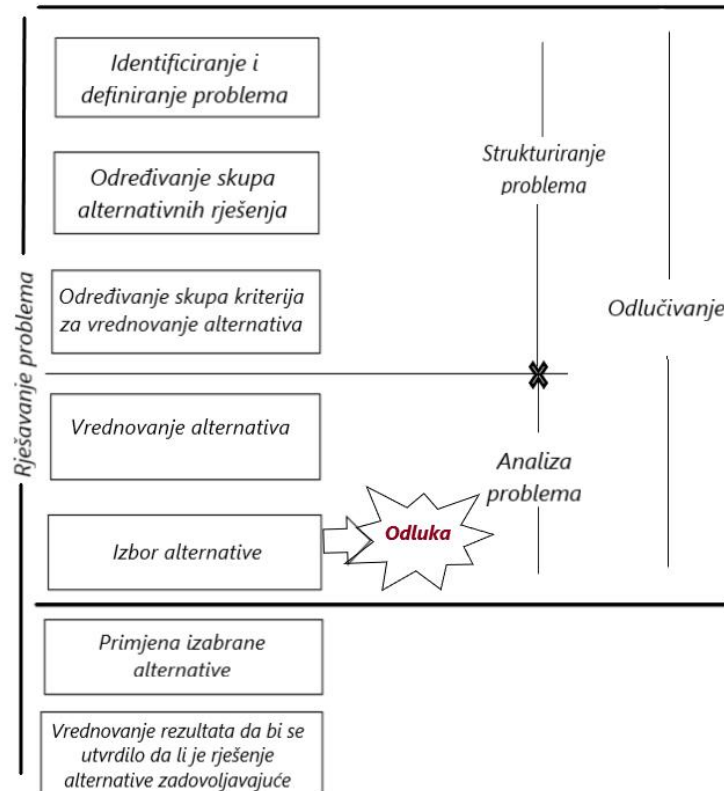 Identificiranje i
definiranje problema
Strukturiranje
problema
Određivanje skupa
alternativnih rješenja
Rješavanje problema
Određivanje skupa kriterija
za vrednovanje alternativa
Odlučivanje
Vrednovanje alternativa
Analiza
problema
Izbor alternative
Odluka
Primjena izabrane
alternative
Vrednovanje rezultata da bi se
utvrdilo da li je rješenje
alternative zadovoljavajuće